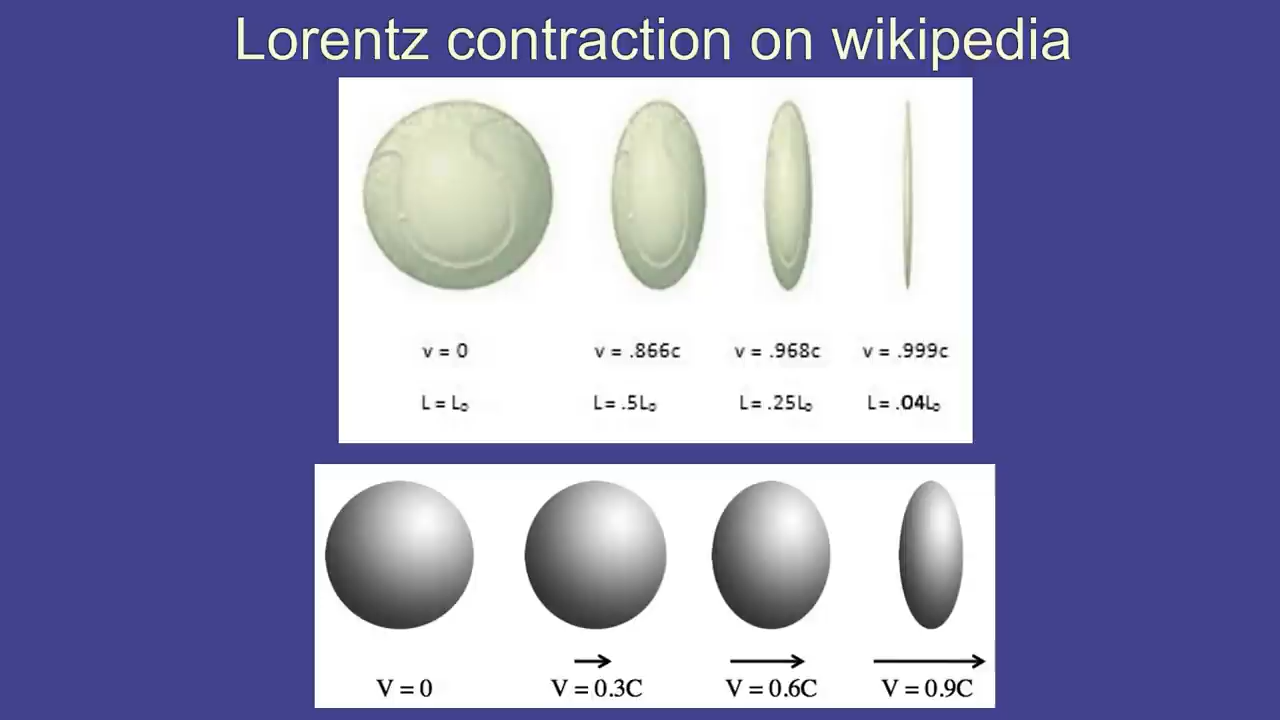 Lorentz contraction on wikipedia
v = 0 v = .866c v = .968c v = .999c
L = L₀ L= .5L₀ L= .25L₀ L= .04L₀
V = 0 V = 0.3C V = 0.6C V = 0.9C